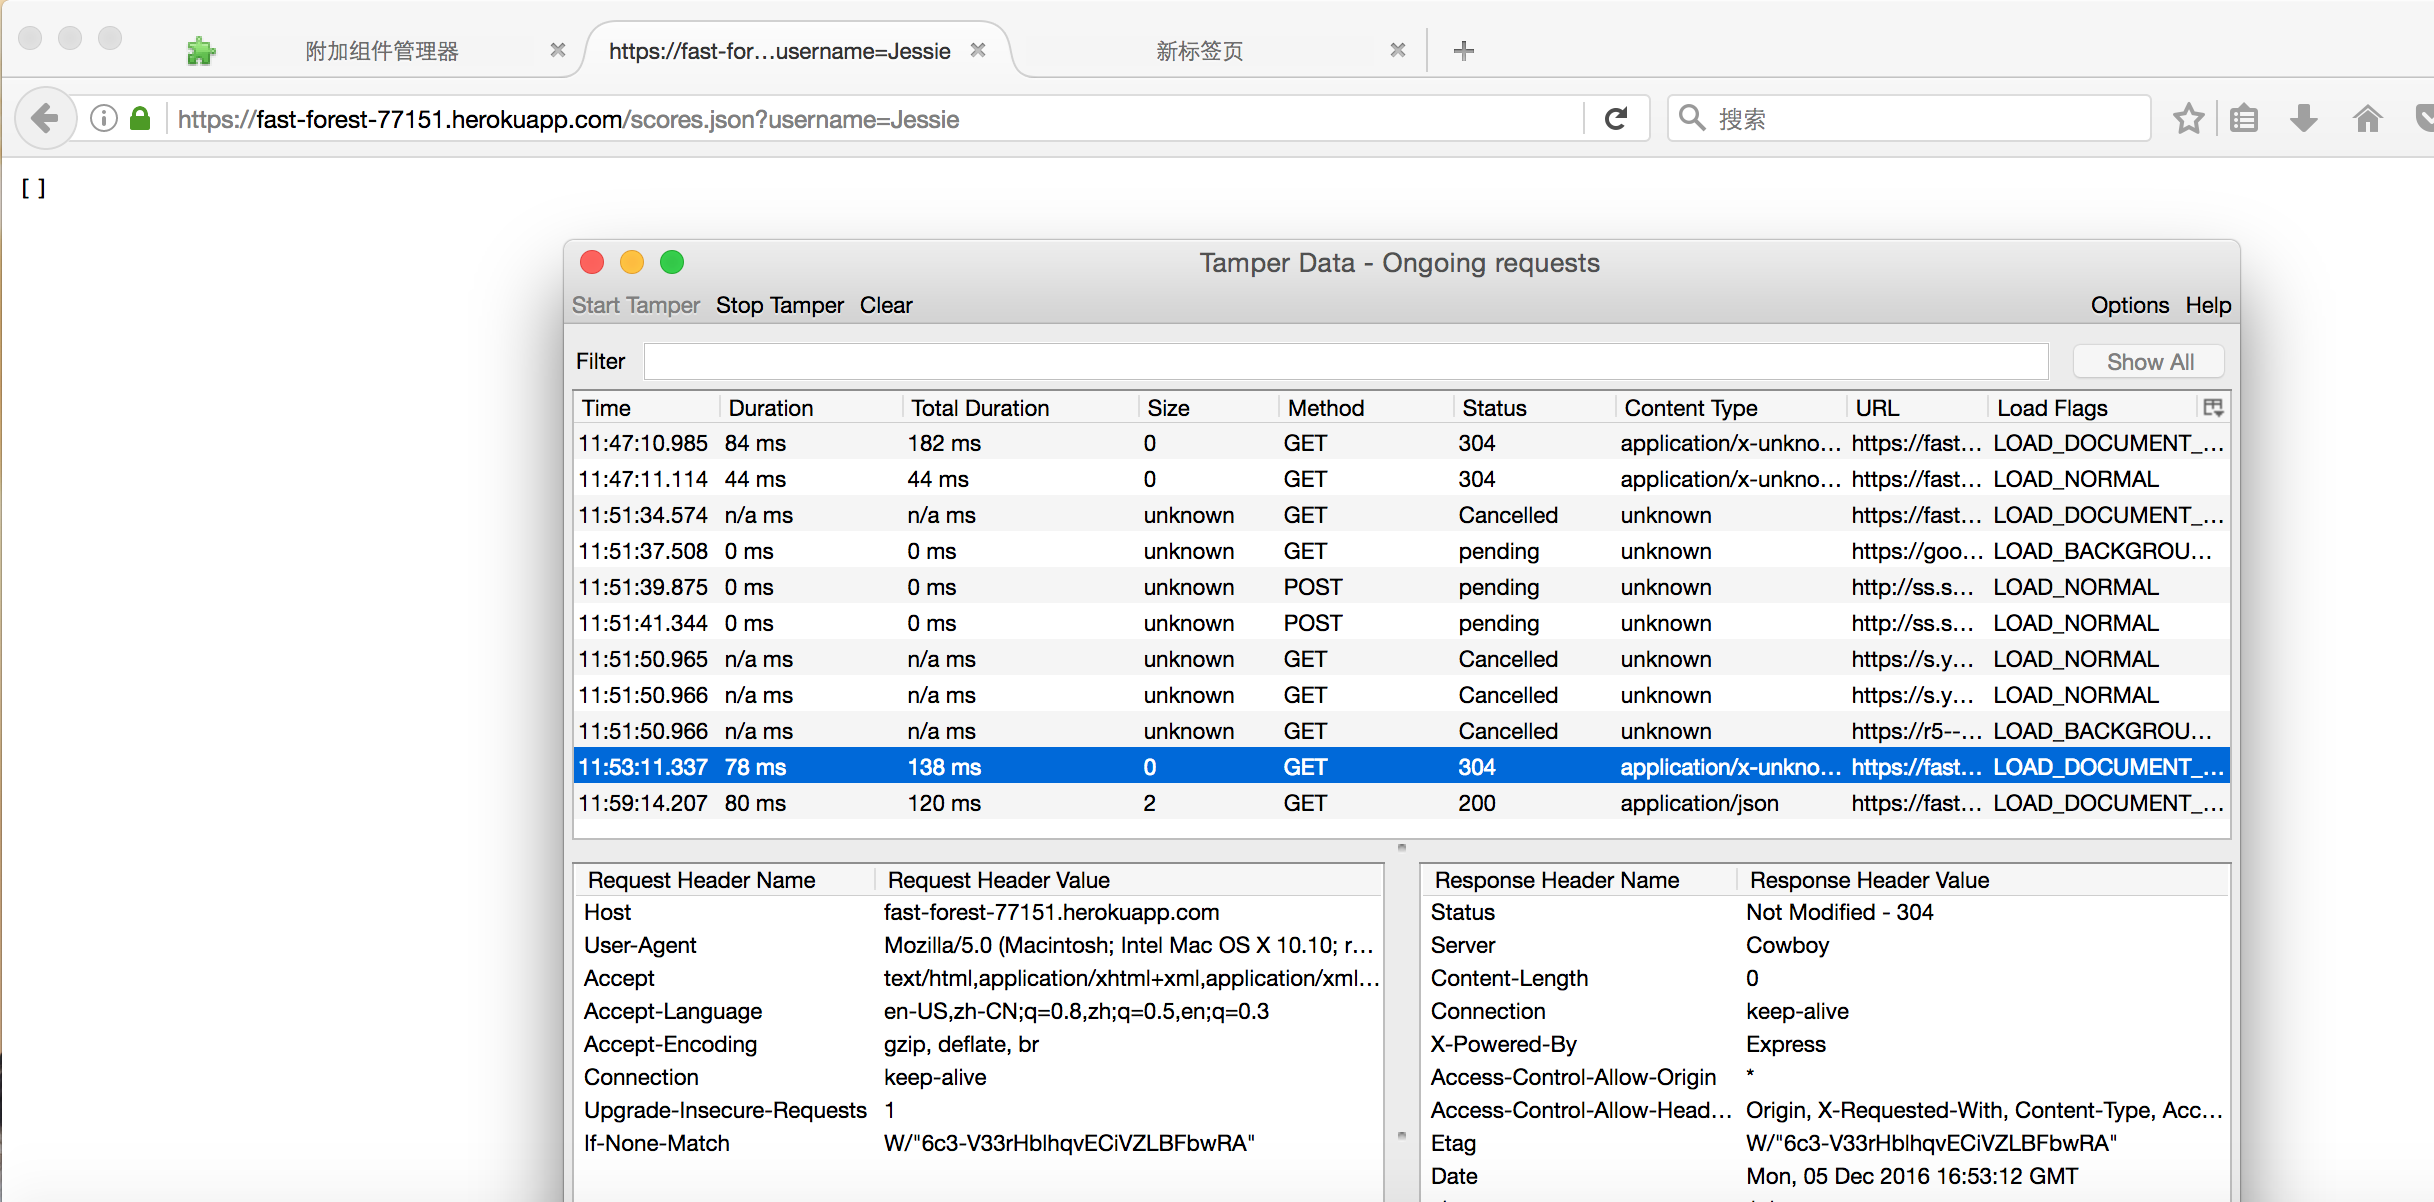 附加组件管理器 https://fast-for...username=Jessie 新标签页
https://fast-forest-77151.herokuapp.com/scores.json?username=Jessie 搜索
[ ]
Tamper Data - Ongoing requests
Start Tamper Stop Tamper Clear Options Help
Filter Show All
Time Duration Total Duration Size Method Status Content Type URL Load Flags
11:47:10.985 84 ms 182 ms 0 GET 304 application/x-unkno... https://fast... LOAD_DOCUMENT_...
11:47:11.114 44 ms 44 ms 0 GET 304 application/x-unkno... https://fast... LOAD_NORMAL
11:51:34.574 n/a ms n/a ms unknown GET Cancelled unknown https://fast... LOAD_DOCUMENT_...
11:51:37.508 0 ms 0 ms unknown GET pending unknown https://goo... LOAD_BACKGROU...
11:51:39.875 0 ms 0 ms unknown POST pending unknown http://ss.s... LOAD_NORMAL
11:51:41.344 0 ms 0 ms unknown POST pending unknown http://ss.s... LOAD_NORMAL
11:51:50.965 n/a ms n/a ms unknown GET Cancelled unknown https://s.y... LOAD_NORMAL
11:51:50.966 n/a ms n/a ms unknown GET Cancelled unknown https://s.y... LOAD_NORMAL
11:51:50.966 n/a ms n/a ms unknown GET Cancelled unknown https://r5--... LOAD_BACKGROU...
11:53:11.337 78 ms 138 ms 0 GET 304 application/x-unkno... https://fast... LOAD_DOCUMENT_...
11:59:14.207 80 ms 120 ms 2 GET 200 application/json https://fast... LOAD_DOCUMENT_...
Request Header Name Request Header Value
Host fast-forest-77151.herokuapp.com
User-Agent Mozilla/5.0 (Macintosh; Intel Mac OS X 10.10; r...
Accept text/html,application/xhtml+xml,application/xml...
Accept-Language en-US,zh-CN;q=0.8,zh;q=0.5,en;q=0.3
Accept-Encoding gzip, deflate, br
Connection keep-alive
Upgrade-Insecure-Requests 1
If-None-Match W/"6c3-V33rHblhqvECiVZLBFbwRA"
Response Header Name Response Header Value
Status Not Modified - 304
Server Cowboy
Content-Length 0
Connection keep-alive
X-Powered-By Express
Access-Control-Allow-Origin *
Access-Control-Allow-Head... Origin, X-Requested-With, Content-Type, Acc...
Etag W/"6c3-V33rHblhqvECiVZLBFbwRA"
Date Mon, 05 Dec 2016 16:53:12 GMT